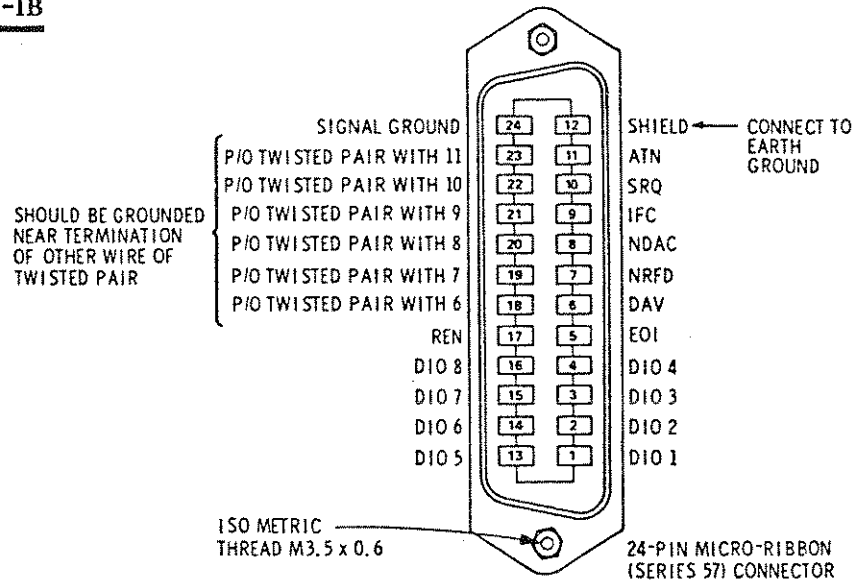 -IB
SIGNAL GROUND 24 12 SHIELD CONNECT TO
EARTH
GROUND
P/O TWISTED PAIR WITH 11 23 11 ATN
P/O TWISTED PAIR WITH 10 22 10 SRQ
P/O TWISTED PAIR WITH 9 21 9 IFC
P/O TWISTED PAIR WITH 8 20 8 NDAC
P/O TWISTED PAIR WITH 7 19 7 NRFD
P/O TWISTED PAIR WITH 6 18 6 DAV
SHOULD BE GROUNDED
NEAR TERMINATION
OF OTHER WIRE OF
TWISTED PAIR
REN 17 5 EOI
DIO 8 16 4 DIO 4
DIO 7 15 3 DIO 3
DIO 6 14 2 DIO 2
DIO 5 13 1 DIO 1
ISO METRIC
THREAD M3.5 x 0.6
24-PIN MICRO-RIBBON
(SERIES 57) CONNECTOR